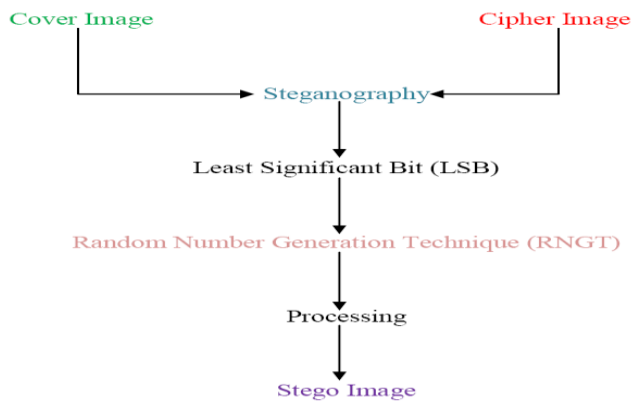 Cover Image
Cipher Image
Steganography
Least Significant Bit (LSB)
Random Number Generation Technique (RNGT)
Processing
Stego Image